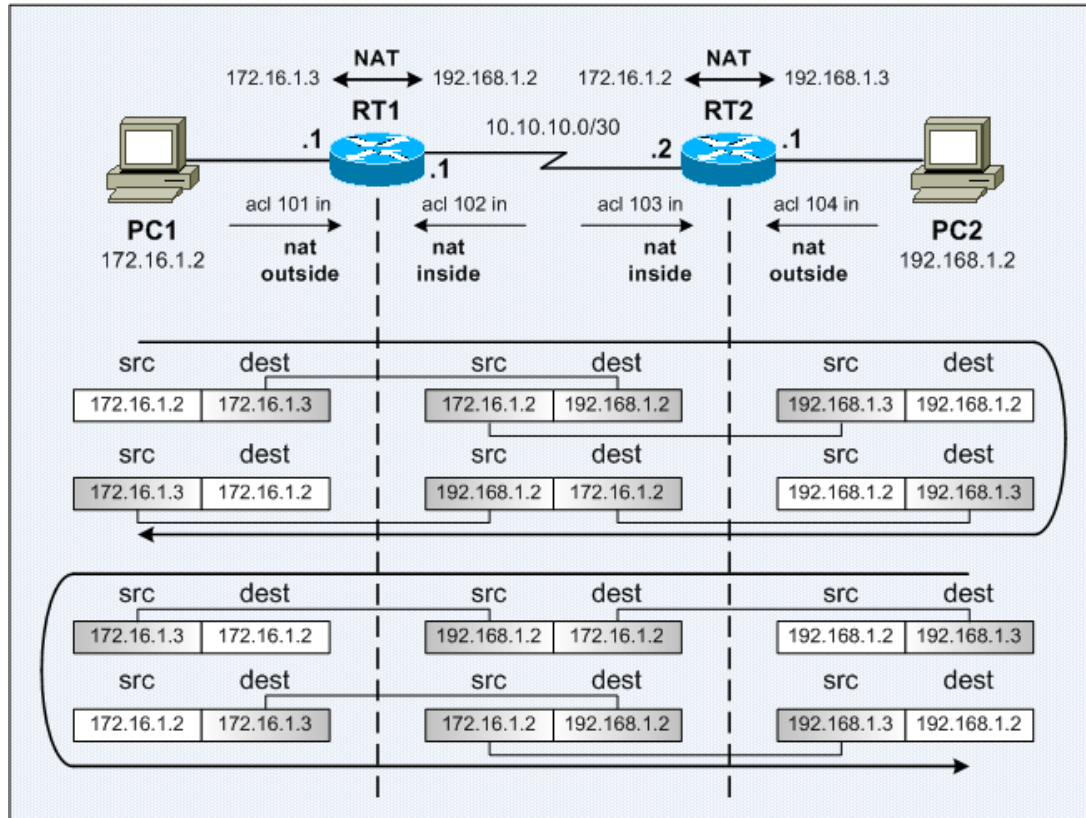 NAT NAT
172.16.1.3 192.168.1.2 172.16.1.2 192.168.1.3
RT1 RT2
10.10.10.0/30
.1 .1 .2 .1
acl 101 in acl 102 in acl 103 in acl 104 in
PC1 PC2
172.16.1.2 192.168.1.2
nat outside nat inside nat inside nat outside
src dest src dest src dest
172.16.1.2 172.16.1.3 172.16.1.2 192.168.1.2 192.168.1.3 192.168.1.2
src dest src dest src dest
172.16.1.3 172.16.1.2 192.168.1.2 172.16.1.2 192.168.1.2 192.168.1.3
src dest src dest src dest
172.16.1.3 172.16.1.2 192.168.1.2 172.16.1.2 192.168.1.2 192.168.1.3
src dest src dest src dest
172.16.1.2 172.16.1.3 172.16.1.2 192.168.1.2 192.168.1.3 192.168.1.2